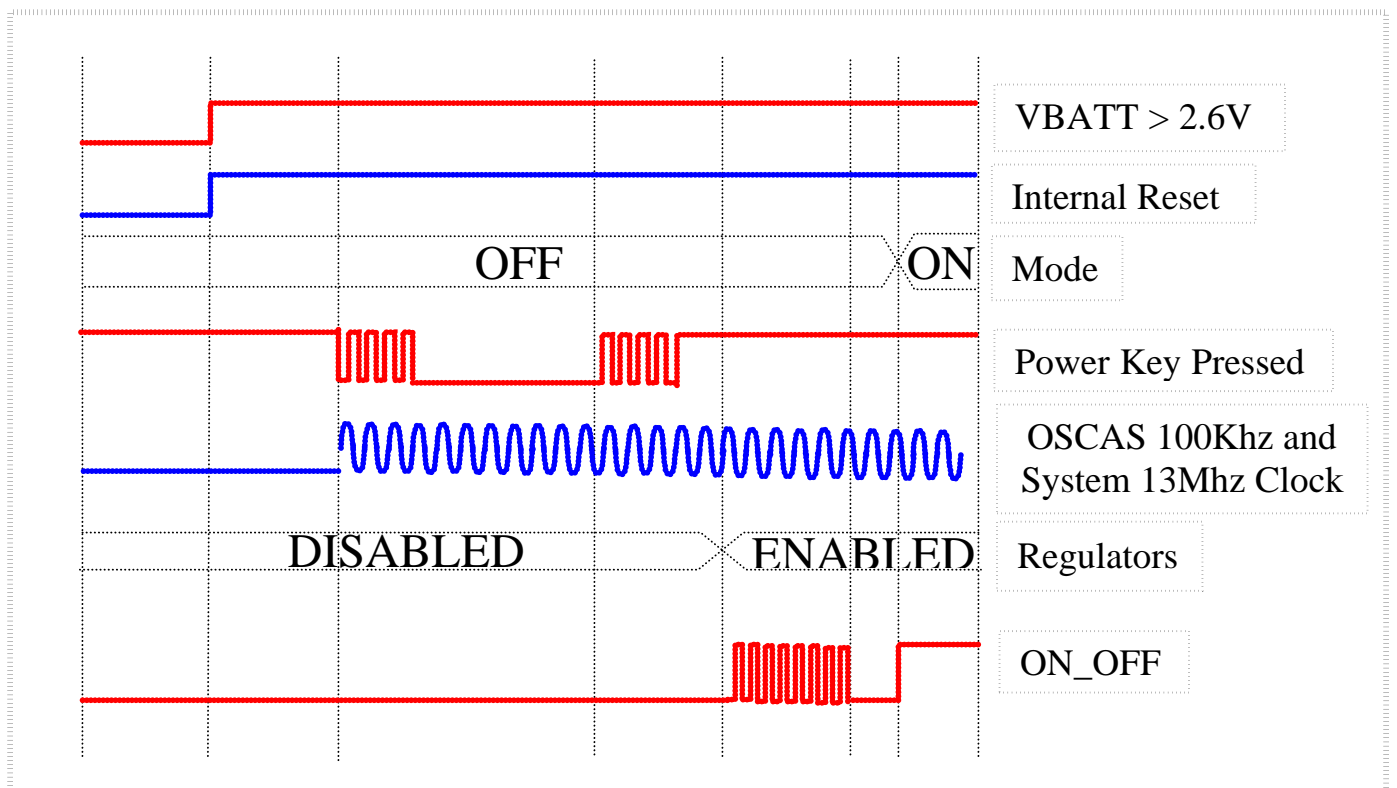 VBATT > 2.6V
Internal Reset
OFF
ON
Mode
Power Key Pressed
OSCAS 100Khz and
System 13Mhz Clock
DISABLED
ENABLED
Regulators
ON_OFF